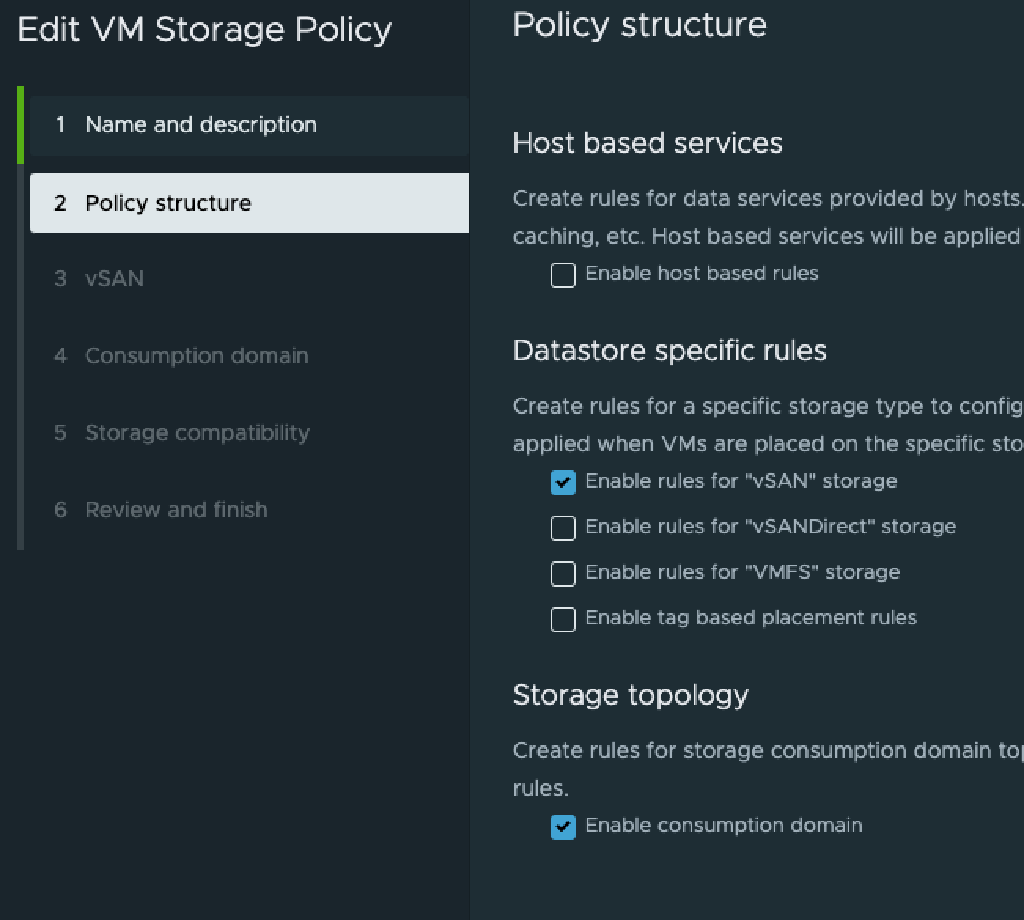 Edit VM Storage Policy
1 Name and description
2 Policy structure
3 vSAN
4 Consumption domain
5 Storage compatibility
6 Review and finish
Policy structure
Host based services
Create rules for data services provided by hosts.
caching, etc. Host based services will be applied
Enable host based rules
Datastore specific rules
Create rules for a specific storage type to config
applied when VMs are placed on the specific sto
Enable rules for "vSAN" storage
Enable rules for "vSANDirect" storage
Enable rules for "VMFS" storage
Enable tag based placement rules
Storage topology
Create rules for storage consumption domain top
rules.
Enable consumption domain